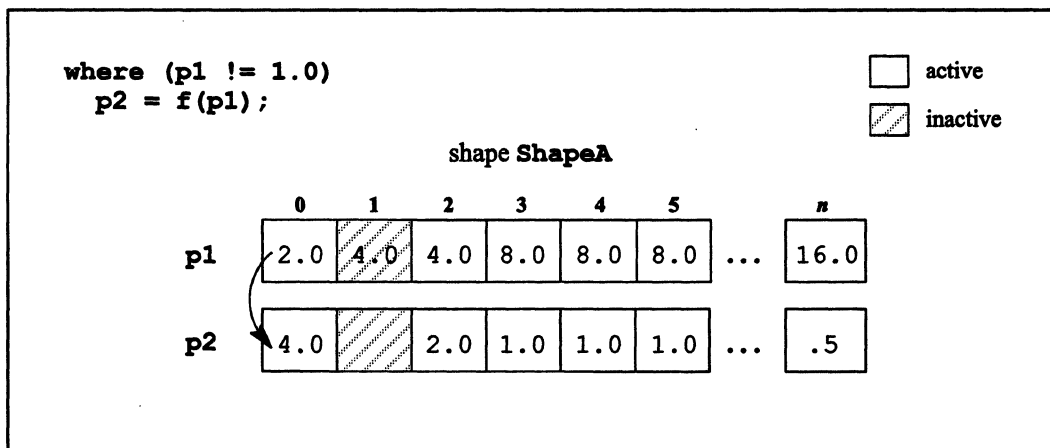 where (p1 != 1.0)
p2 = f(p1);
active
inactive
shape ShapeA
0 1 2 3 4 5 n
p1 2.0 4.0 4.0 8.0 8.0 8.0 ... 16.0
p2 4.0 2.0 1.0 1.0 1.0 ... .5